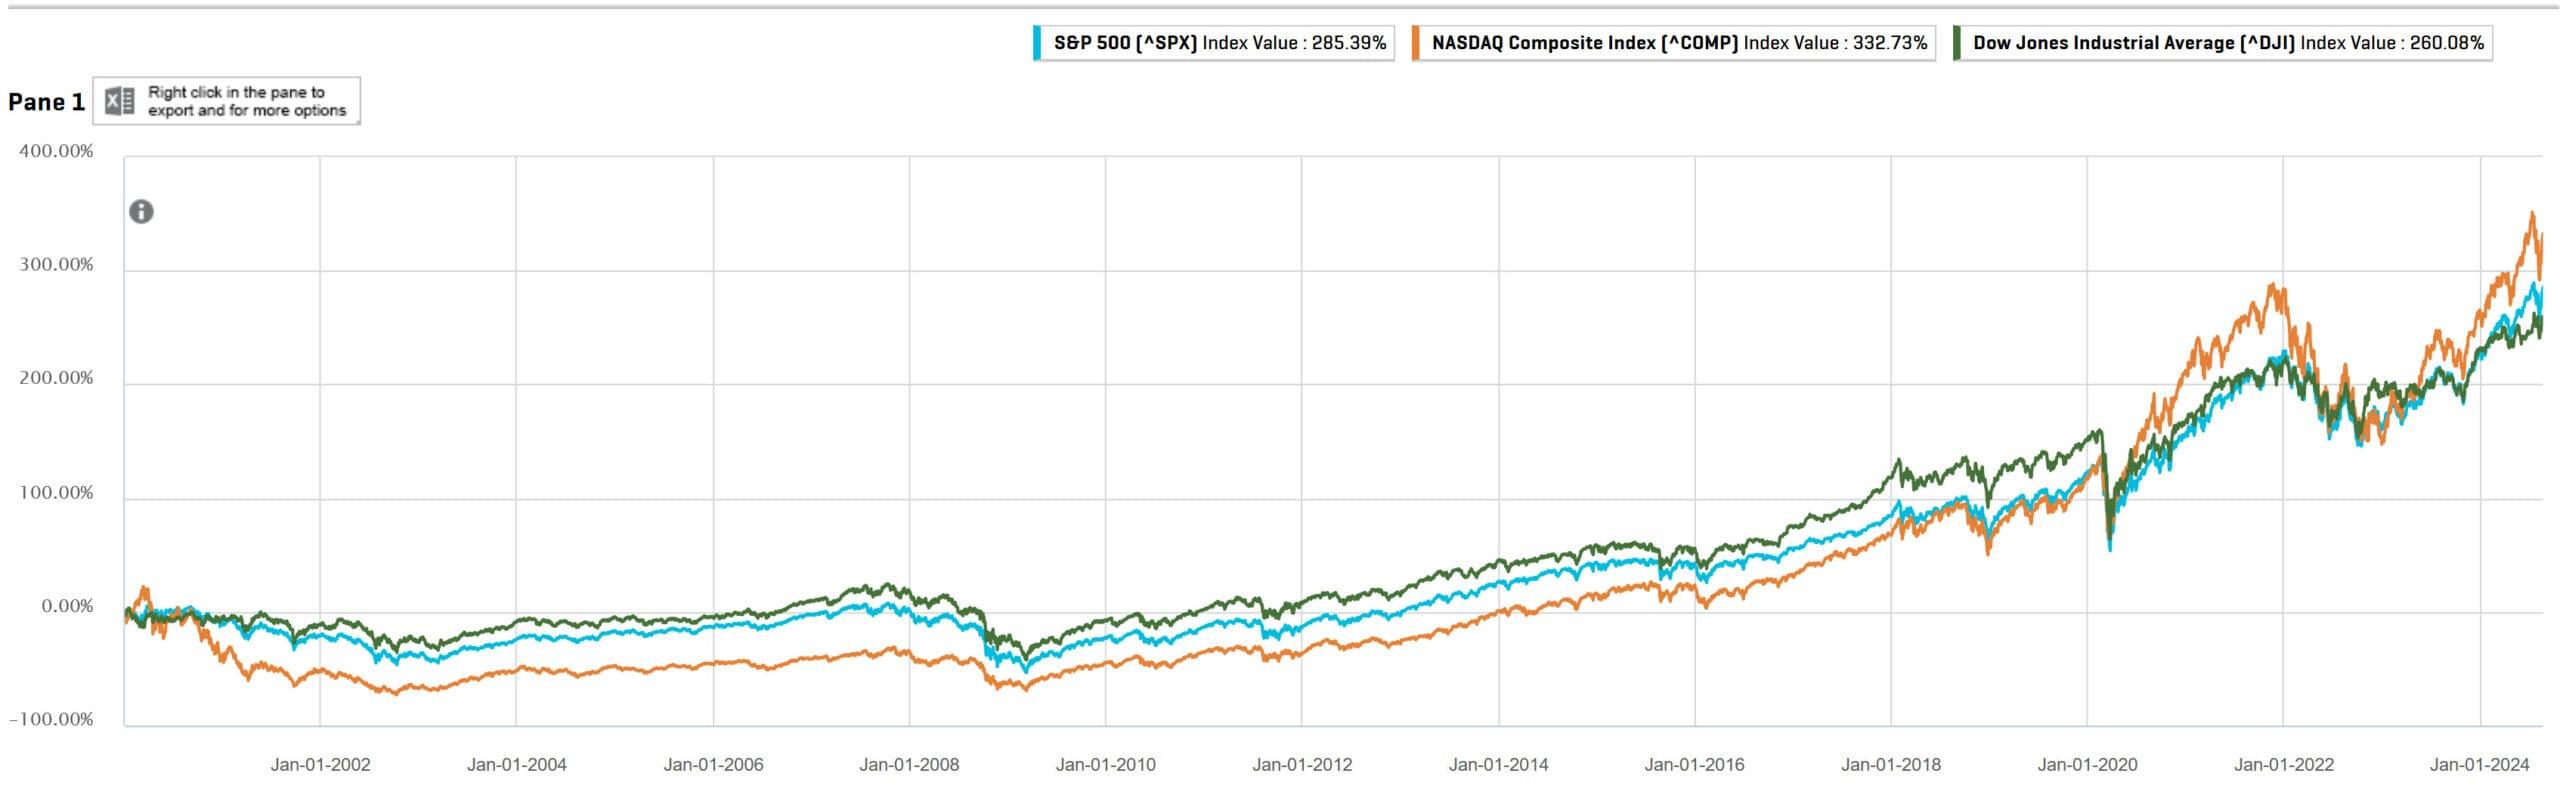 S&P 500 (^SPX) Index Value : 285.39%
NASDAQ Composite Index (^COMP) Index Value : 332.73%
Dow Jones Industrial Average (^DJI) Index Value : 260.08%
Pane 1
Right click in the pane to
export and for more options
400.00%
300.00%
200.00%
100.00%
0.00%
-100.00%
Jan-01-2002
Jan-01-2004
Jan-01-2006
Jan-01-2008
Jan-01-2010
Jan-01-2012
Jan-01-2014
Jan-01-2016
Jan-01-2018
Jan-01-2020
Jan-01-2022
Jan-01-2024